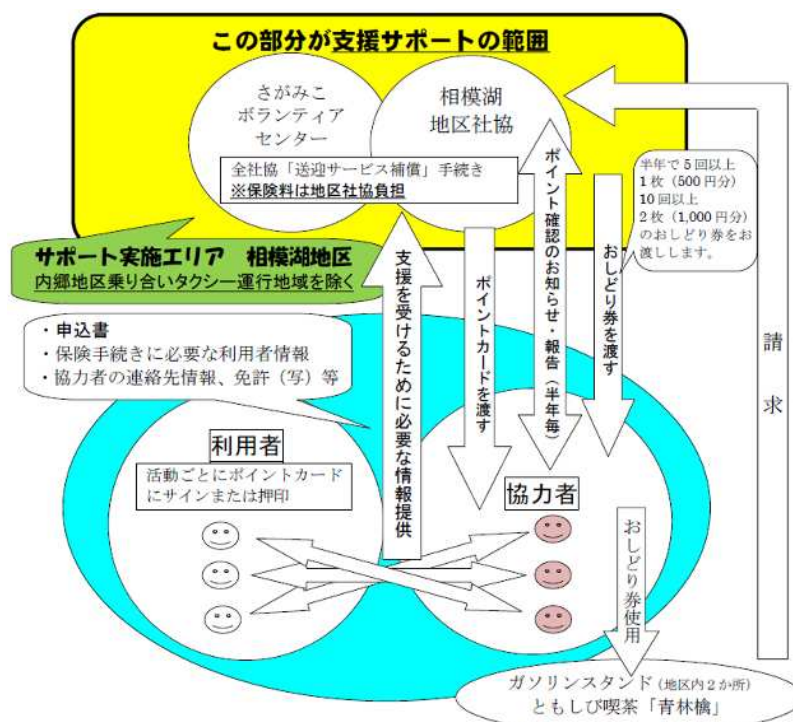 この部分が支援サポートの範囲
さがみこ
ボランティア
センター
相模湖
地区社協
全社協「送迎サービス補償」手続き
※保険料は地区社協負担
半年で5回以上
1枚（500円分）
10回以上
2枚（1,000円分）
のおしどり券をお
渡しします。
サポート実施エリア　相模湖地区
内郷地区乗り合いタクシー運行地域を除く
・申込書
・保険手続きに必要な利用者情報
・協力者の連絡先情報、免許（写）等
支援を受けるために必要な情報提供
ポイントカードを渡す
ポイント確認のお知らせ・報告（半年毎）
おしどり券を渡す
請求
利用者
活動ごとにポイントカード
にサインまたは押印
協力者
おしどり券使用
ガソリンスタンド（地区内2か所）
ともしび喫茶「青林檎」